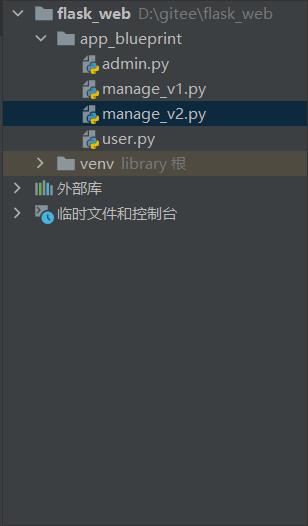 flask_web D:\gitee\flask_web
app_blueprint
admin.py
manage_v1.py
manage_v2.py
user.py
venv library 根
外部库
临时文件和控制台